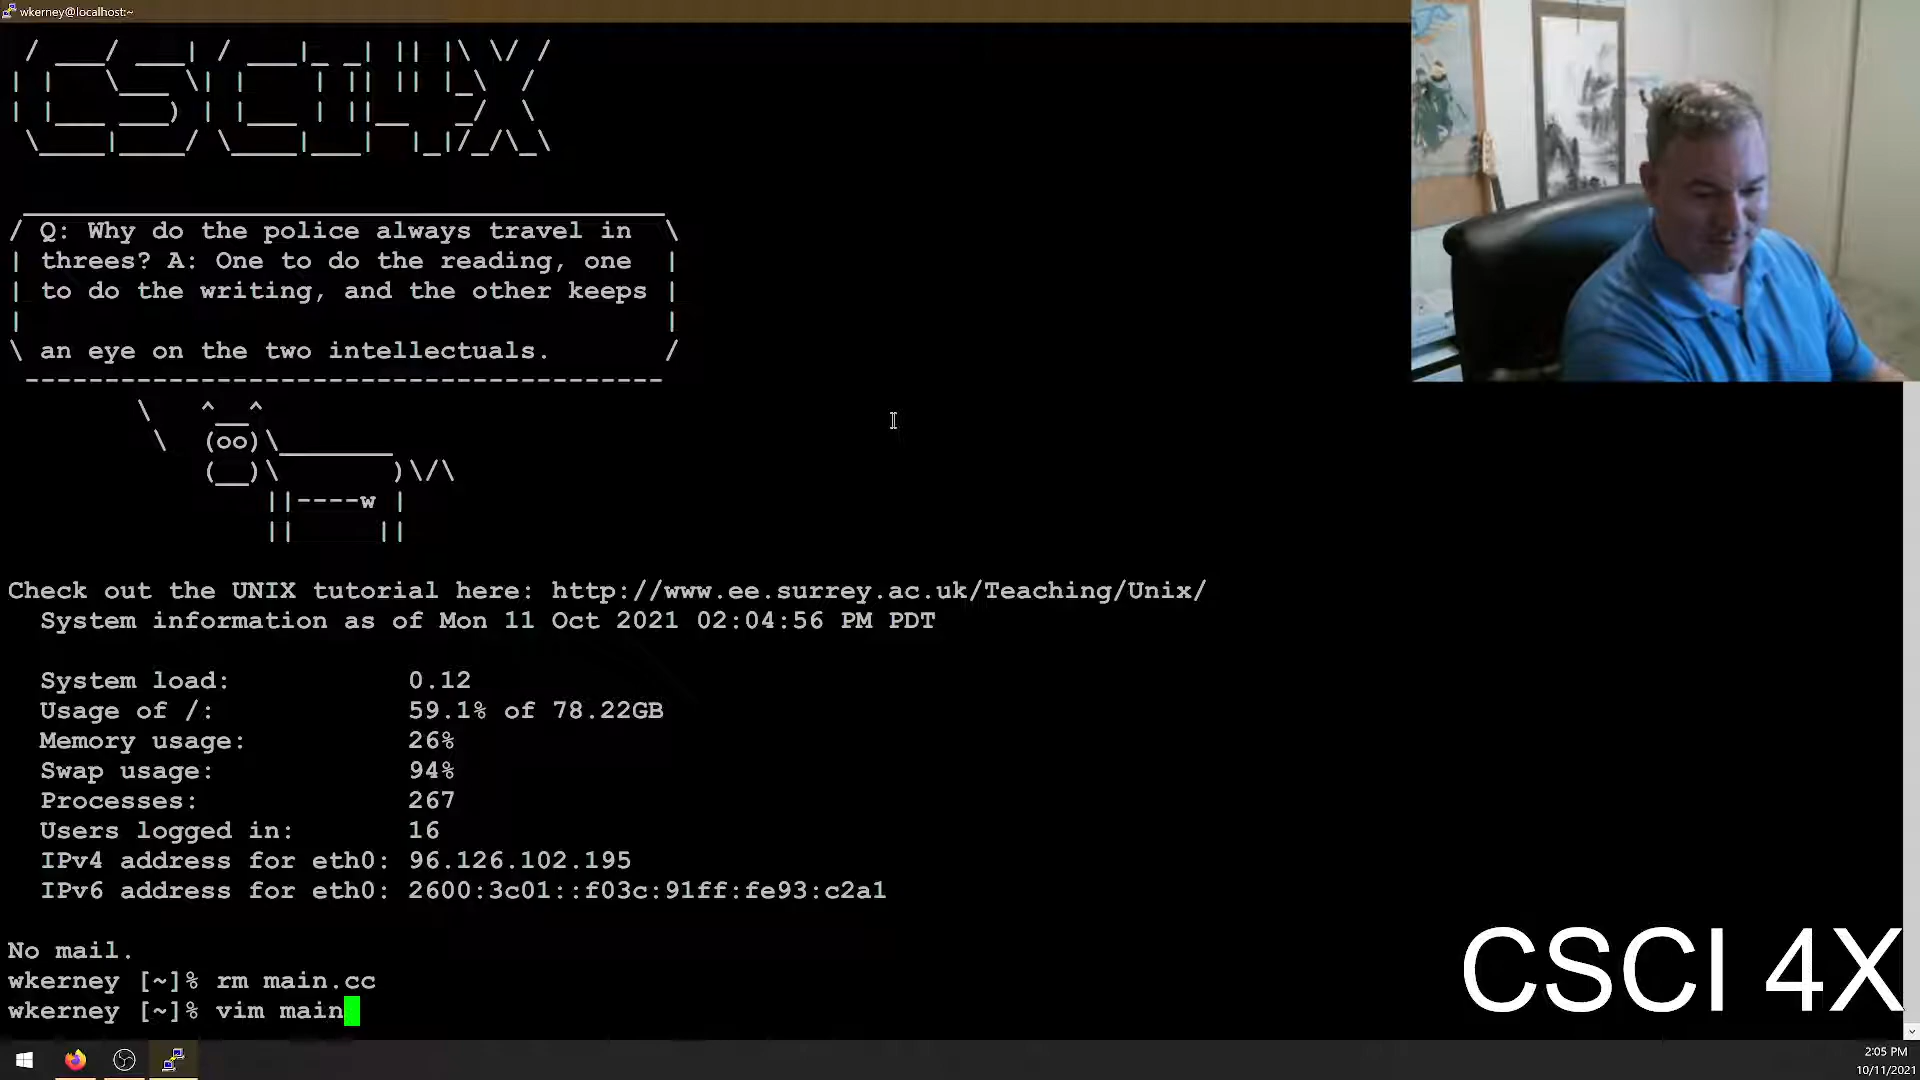 wkerney@localhost:~
CSCI4X
Q: Why do the police always travel in
threes? A: One to do the reading, one
to do the writing, and the other keeps
an eye on the two intellectuals.
Check out the UNIX tutorial here: http://www.ee.surrey.ac.uk/Teaching/Unix/
System information as of Mon 11 Oct 2021 02:04:56 PM PDT
System load: 0.12
Usage of /: 59.1% of 78.22GB
Memory usage: 26%
Swap usage: 94%
Processes: 267
Users logged in: 16
IPv4 address for eth0: 96.126.102.195
IPv6 address for eth0: 2600:3c01::f03c:91ff:fe93:c2a1
No mail.
wkerney [~]% rm main.cc
wkerney [~]% vim main
CSCI 4X
2:05 PM
10/11/2021